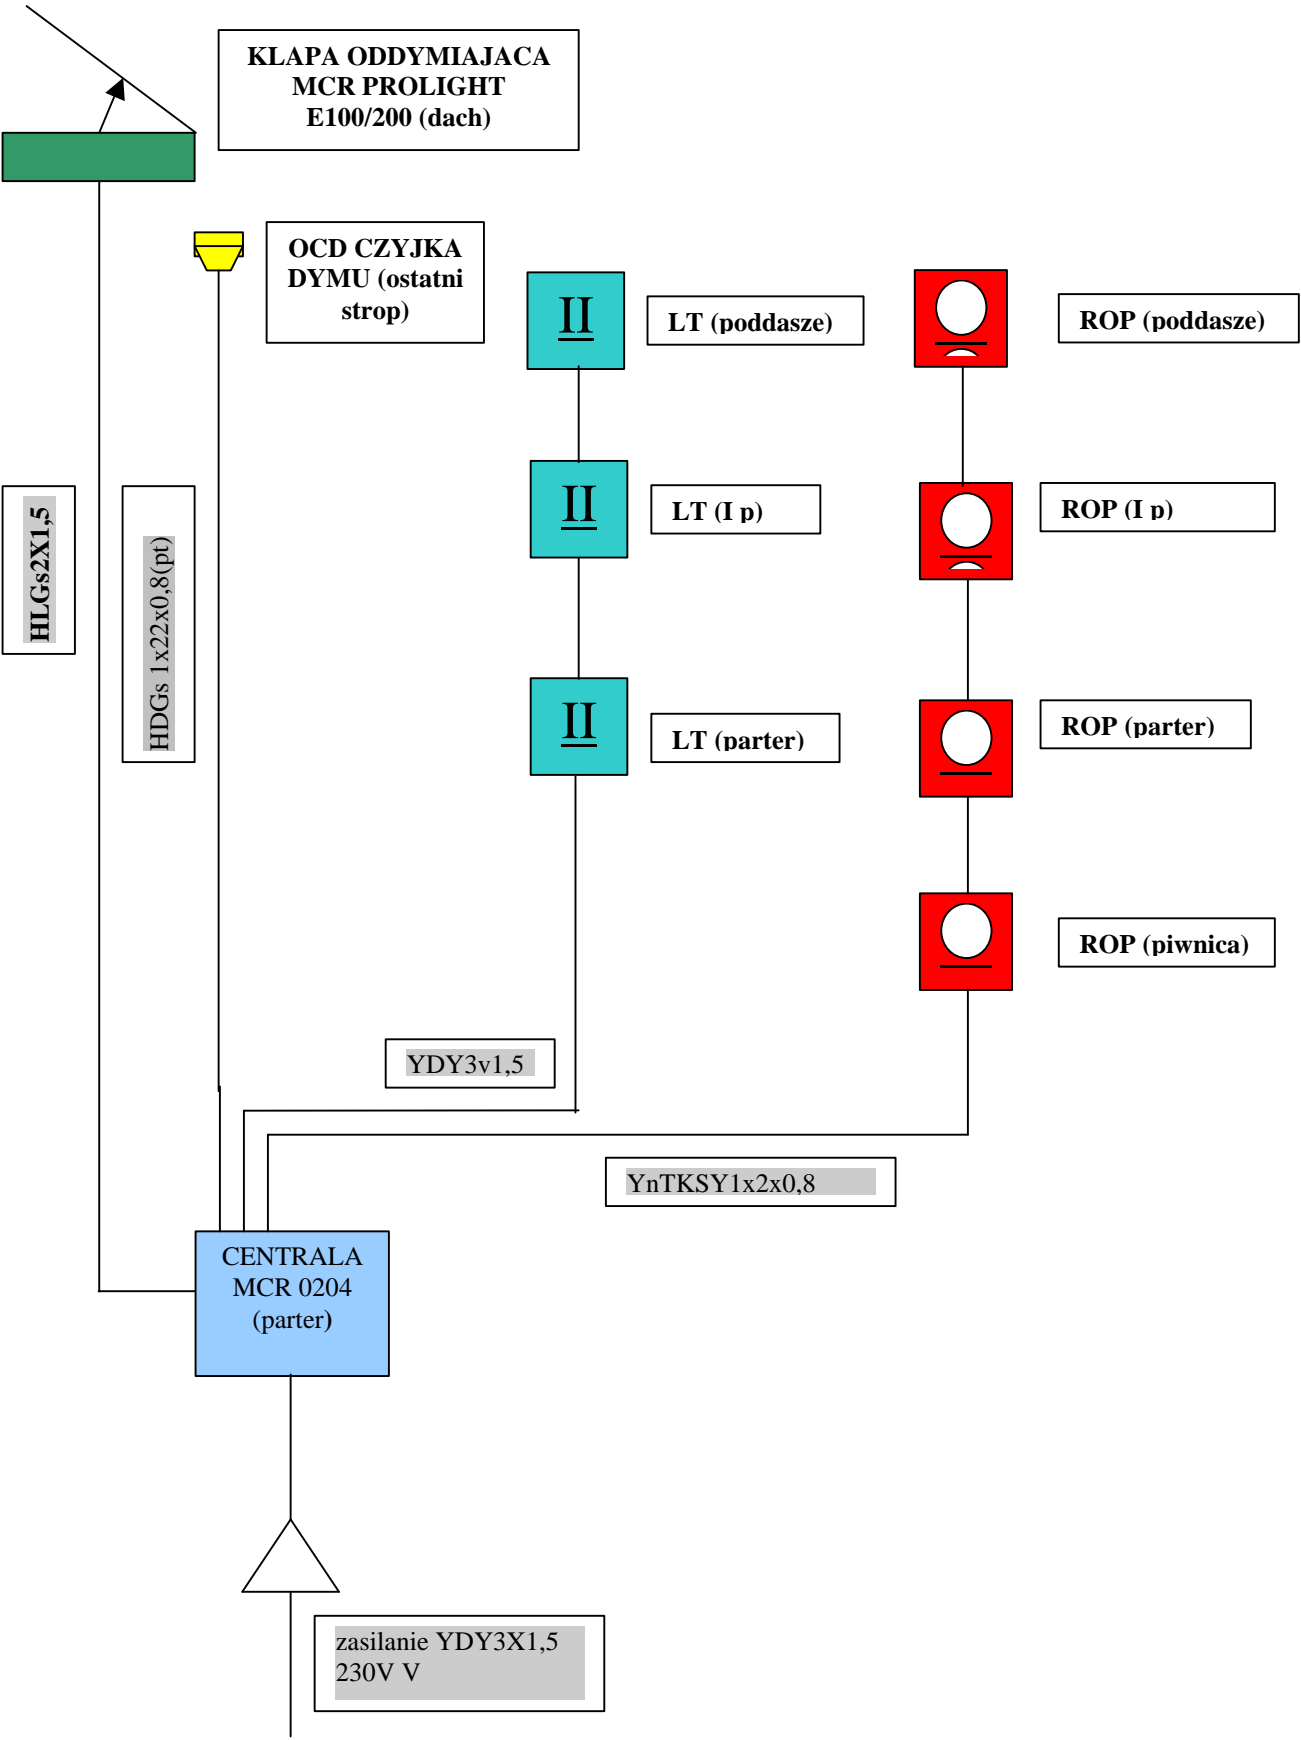 KLAPA ODDYMIAJACA
MCR PROLIGHT
E100/200 (dach)
OCD CZYJKA
DYMU (ostatni
strop)
II
LT (poddasze)
ROP (poddasze)
HLGs2X1,5
HDGs 1x22x0,8(pt)
II
LT (I p)
ROP (I p)
II
LT (parter)
ROP (parter)
ROP (piwnica)
YDY3v1,5
YnTKSY1x2x0,8
CENTRALA
MCR 0204
(parter)
zasilanie YDY3X1,5
230V V